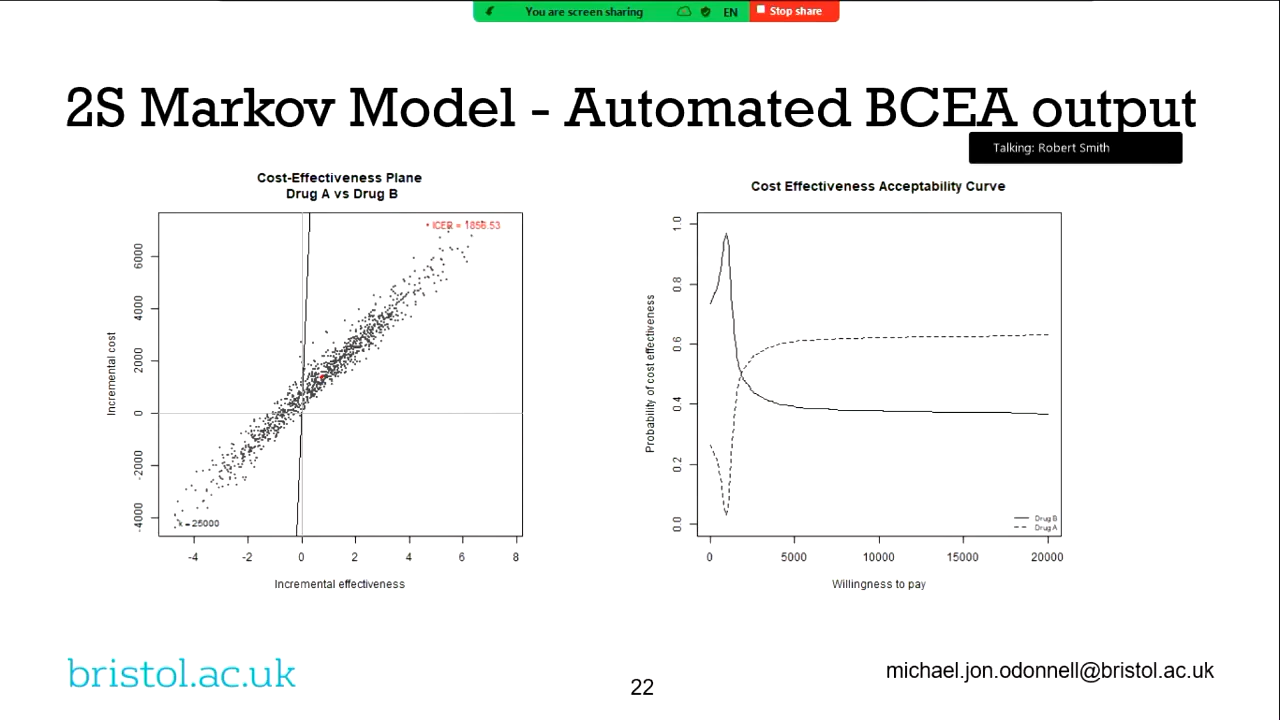 You are screen sharing EN Stop share
2S Markov Model - Automated BCEA output
Talking: Robert Smith
Cost-Effectiveness Plane
Drug A vs Drug B
• ICER = 1856.53
6000
4000
2000
0
-2000
-4000
Incremental cost
k = 25000
-4 -2 0 2 4 6 8
Incremental effectiveness
Cost Effectiveness Acceptability Curve
1.0
0.8
0.6
0.4
0.2
0.0
Probability of cost effectiveness
Drug B
Drug A
0 5000 10000 15000 20000
Willingness to pay
bristol.ac.uk
22
michael.jon.odonnell@bristol.ac.uk